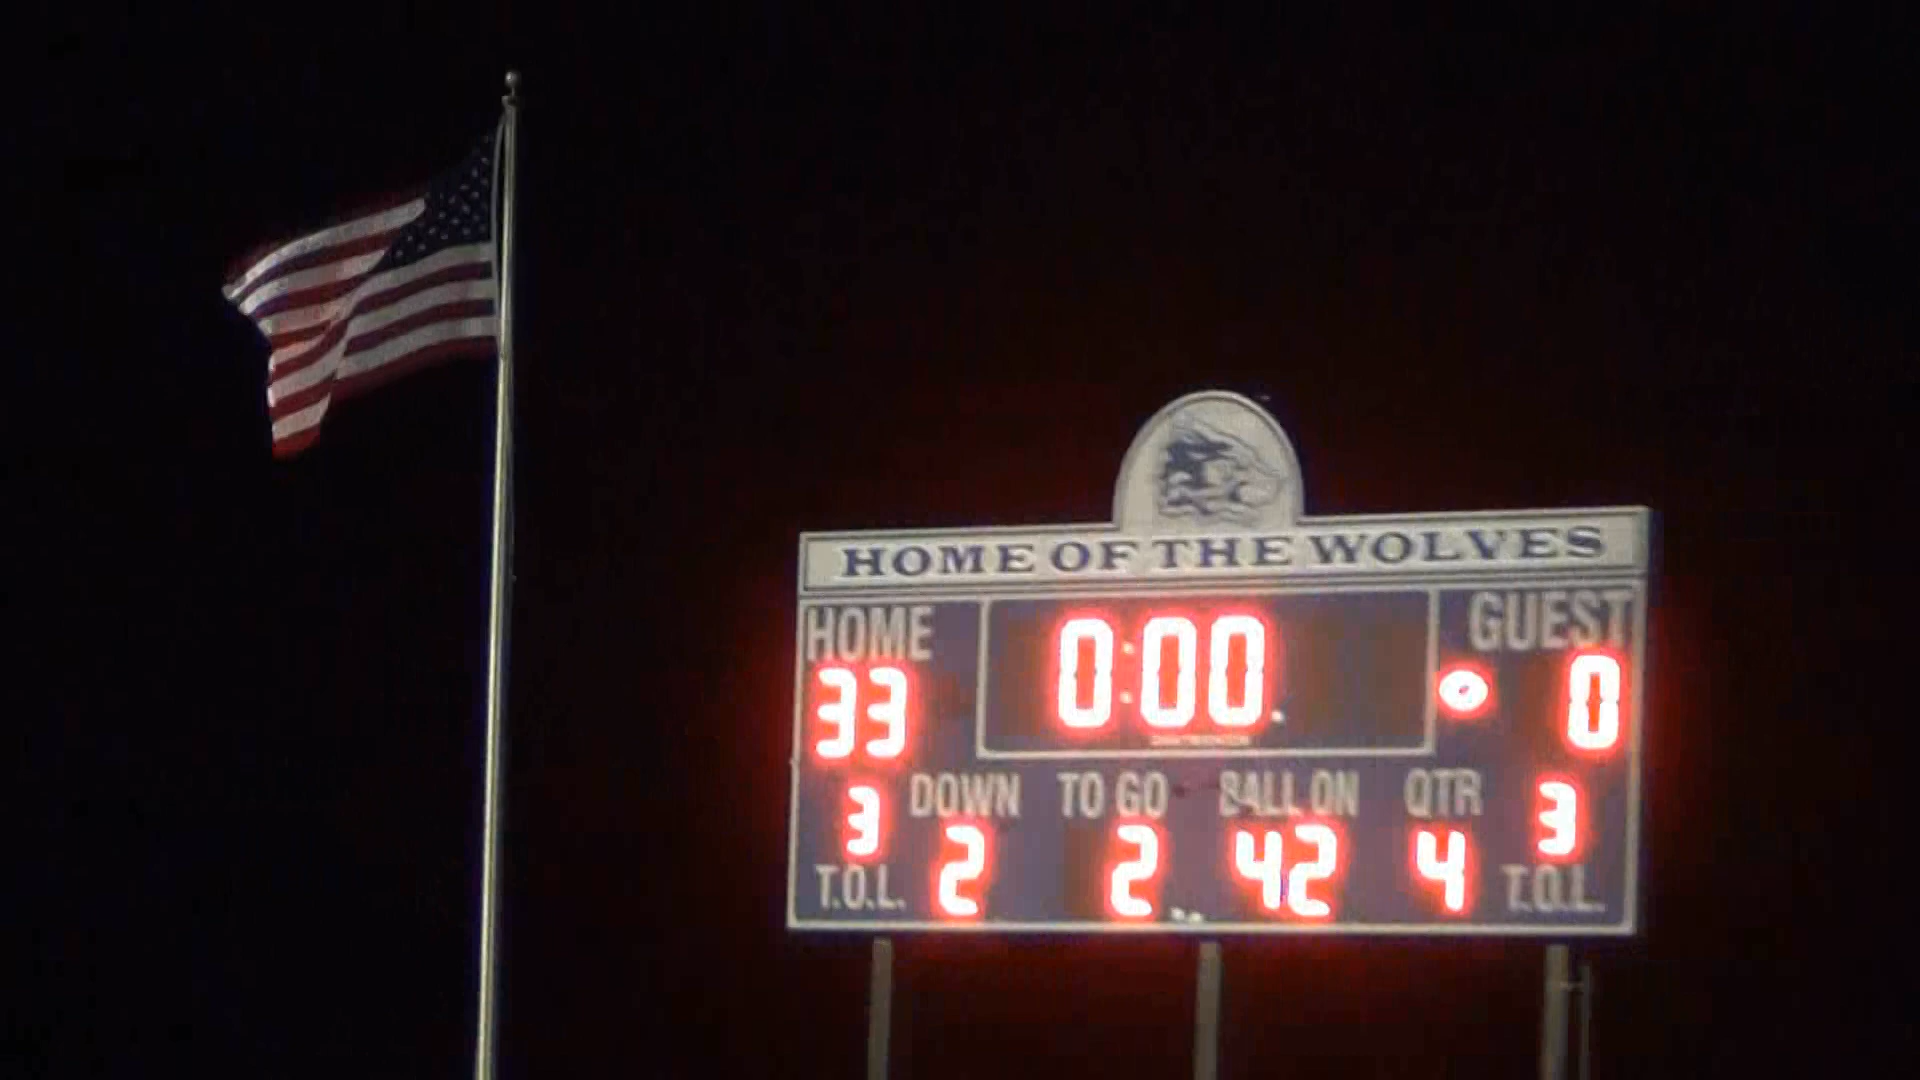 HOME OF THE WOLVES
HOME 0:00 GUEST
33 0
DOWN TO GO BALL ON QTR
3 2 2 42 4 3
T.O.L. T.O.L.